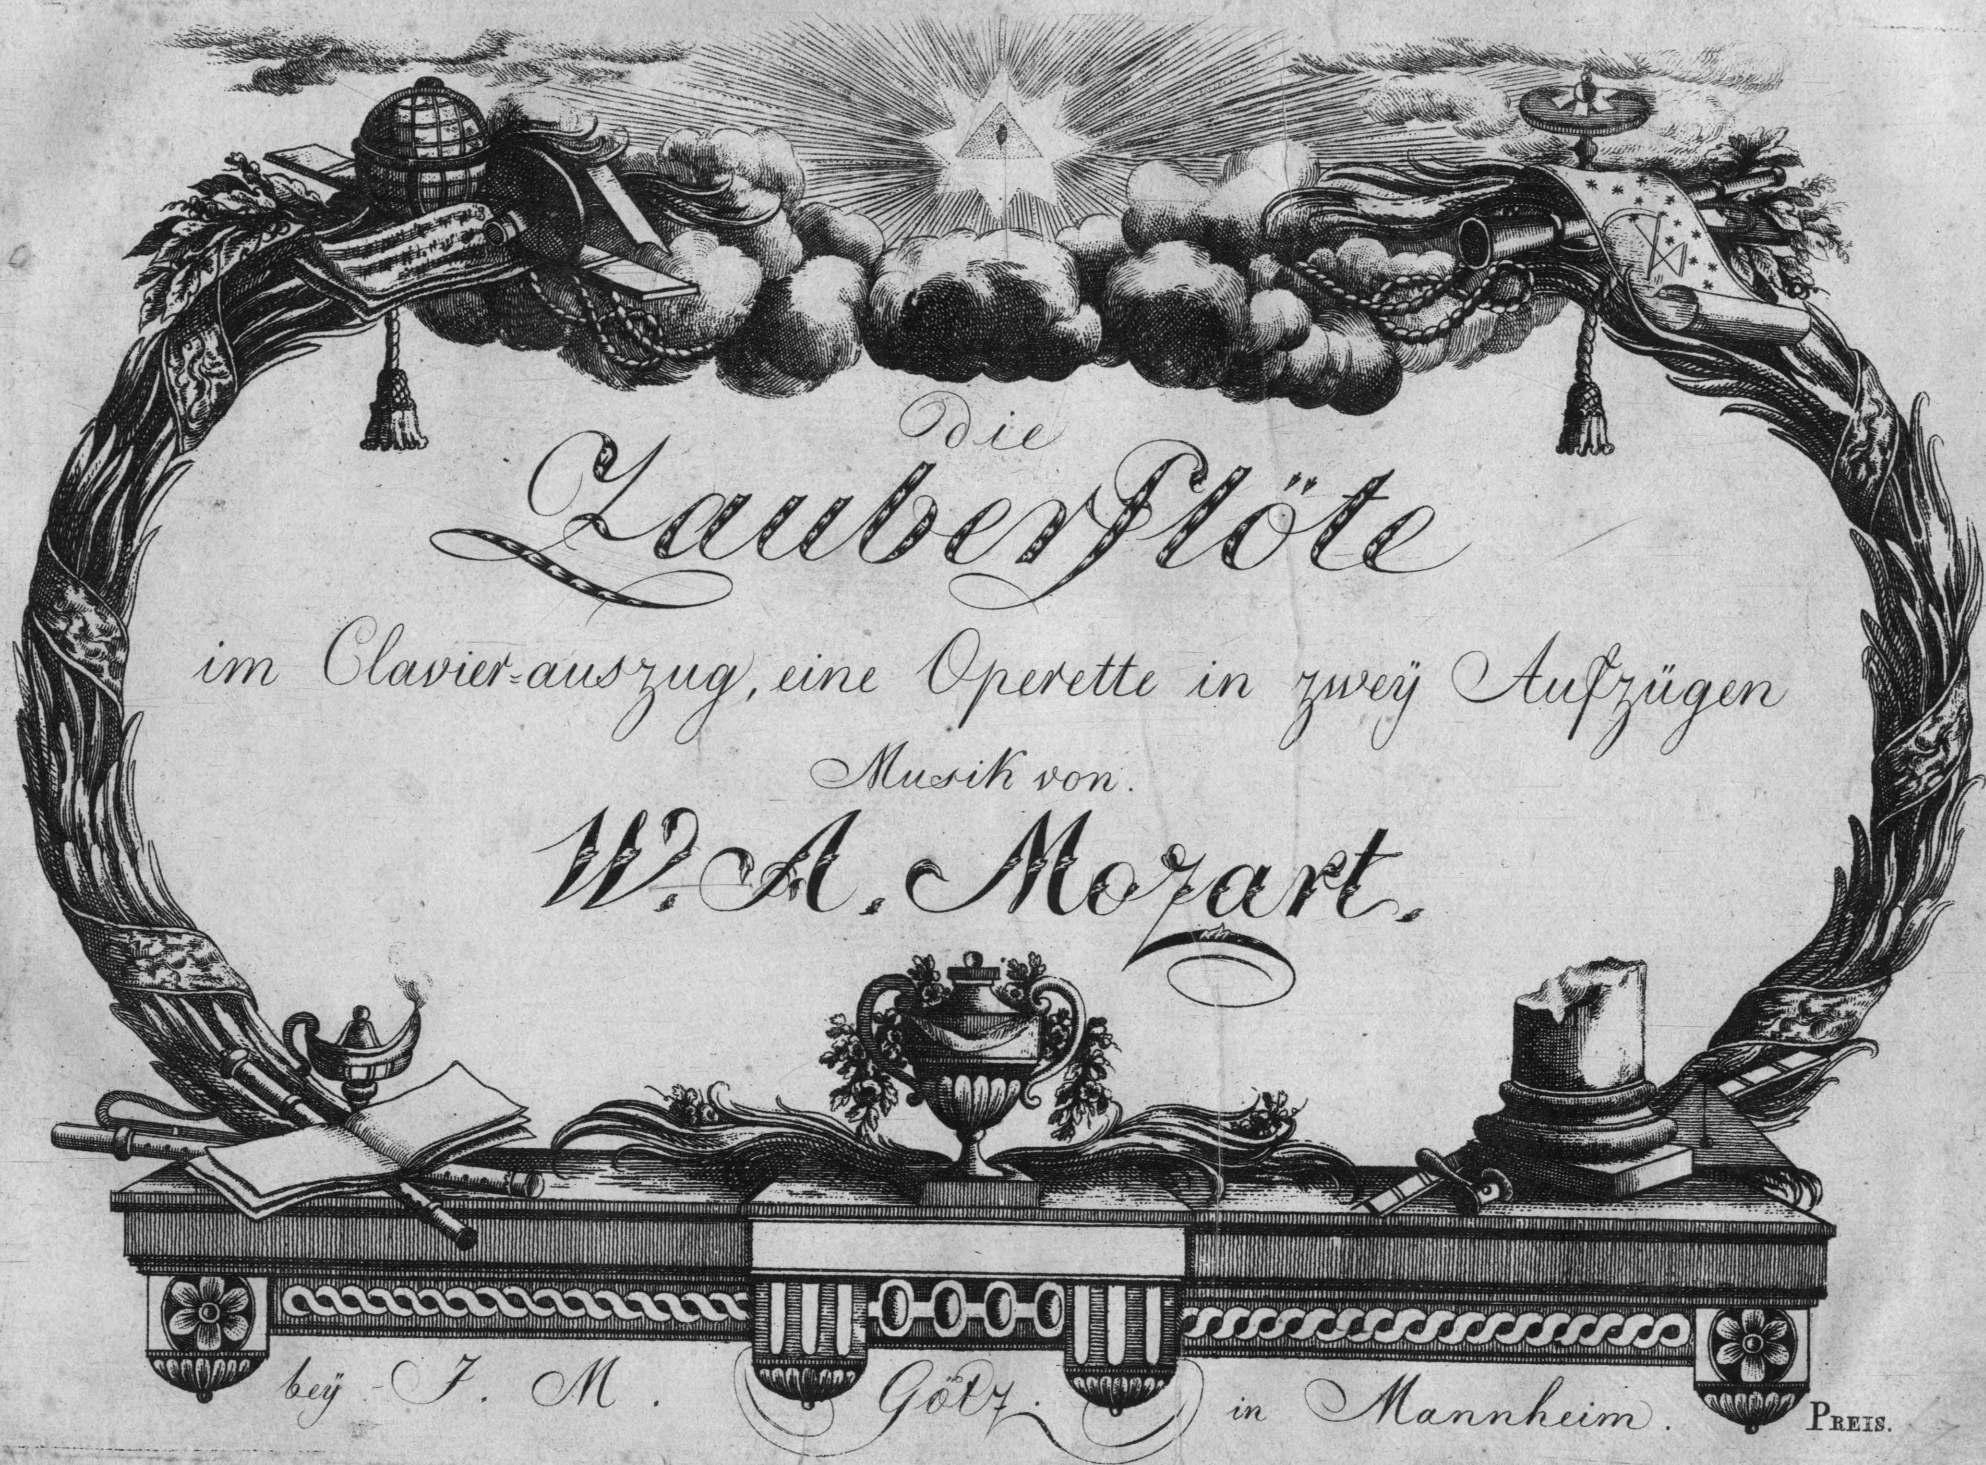 Die
Zauberflöte
im Clavier=auszug, eine Operette in zweÿ Aufzügen
Musik von.
W. A. Mozart.
beÿ - J. M. Götz. in Mannheim.
PREIS.